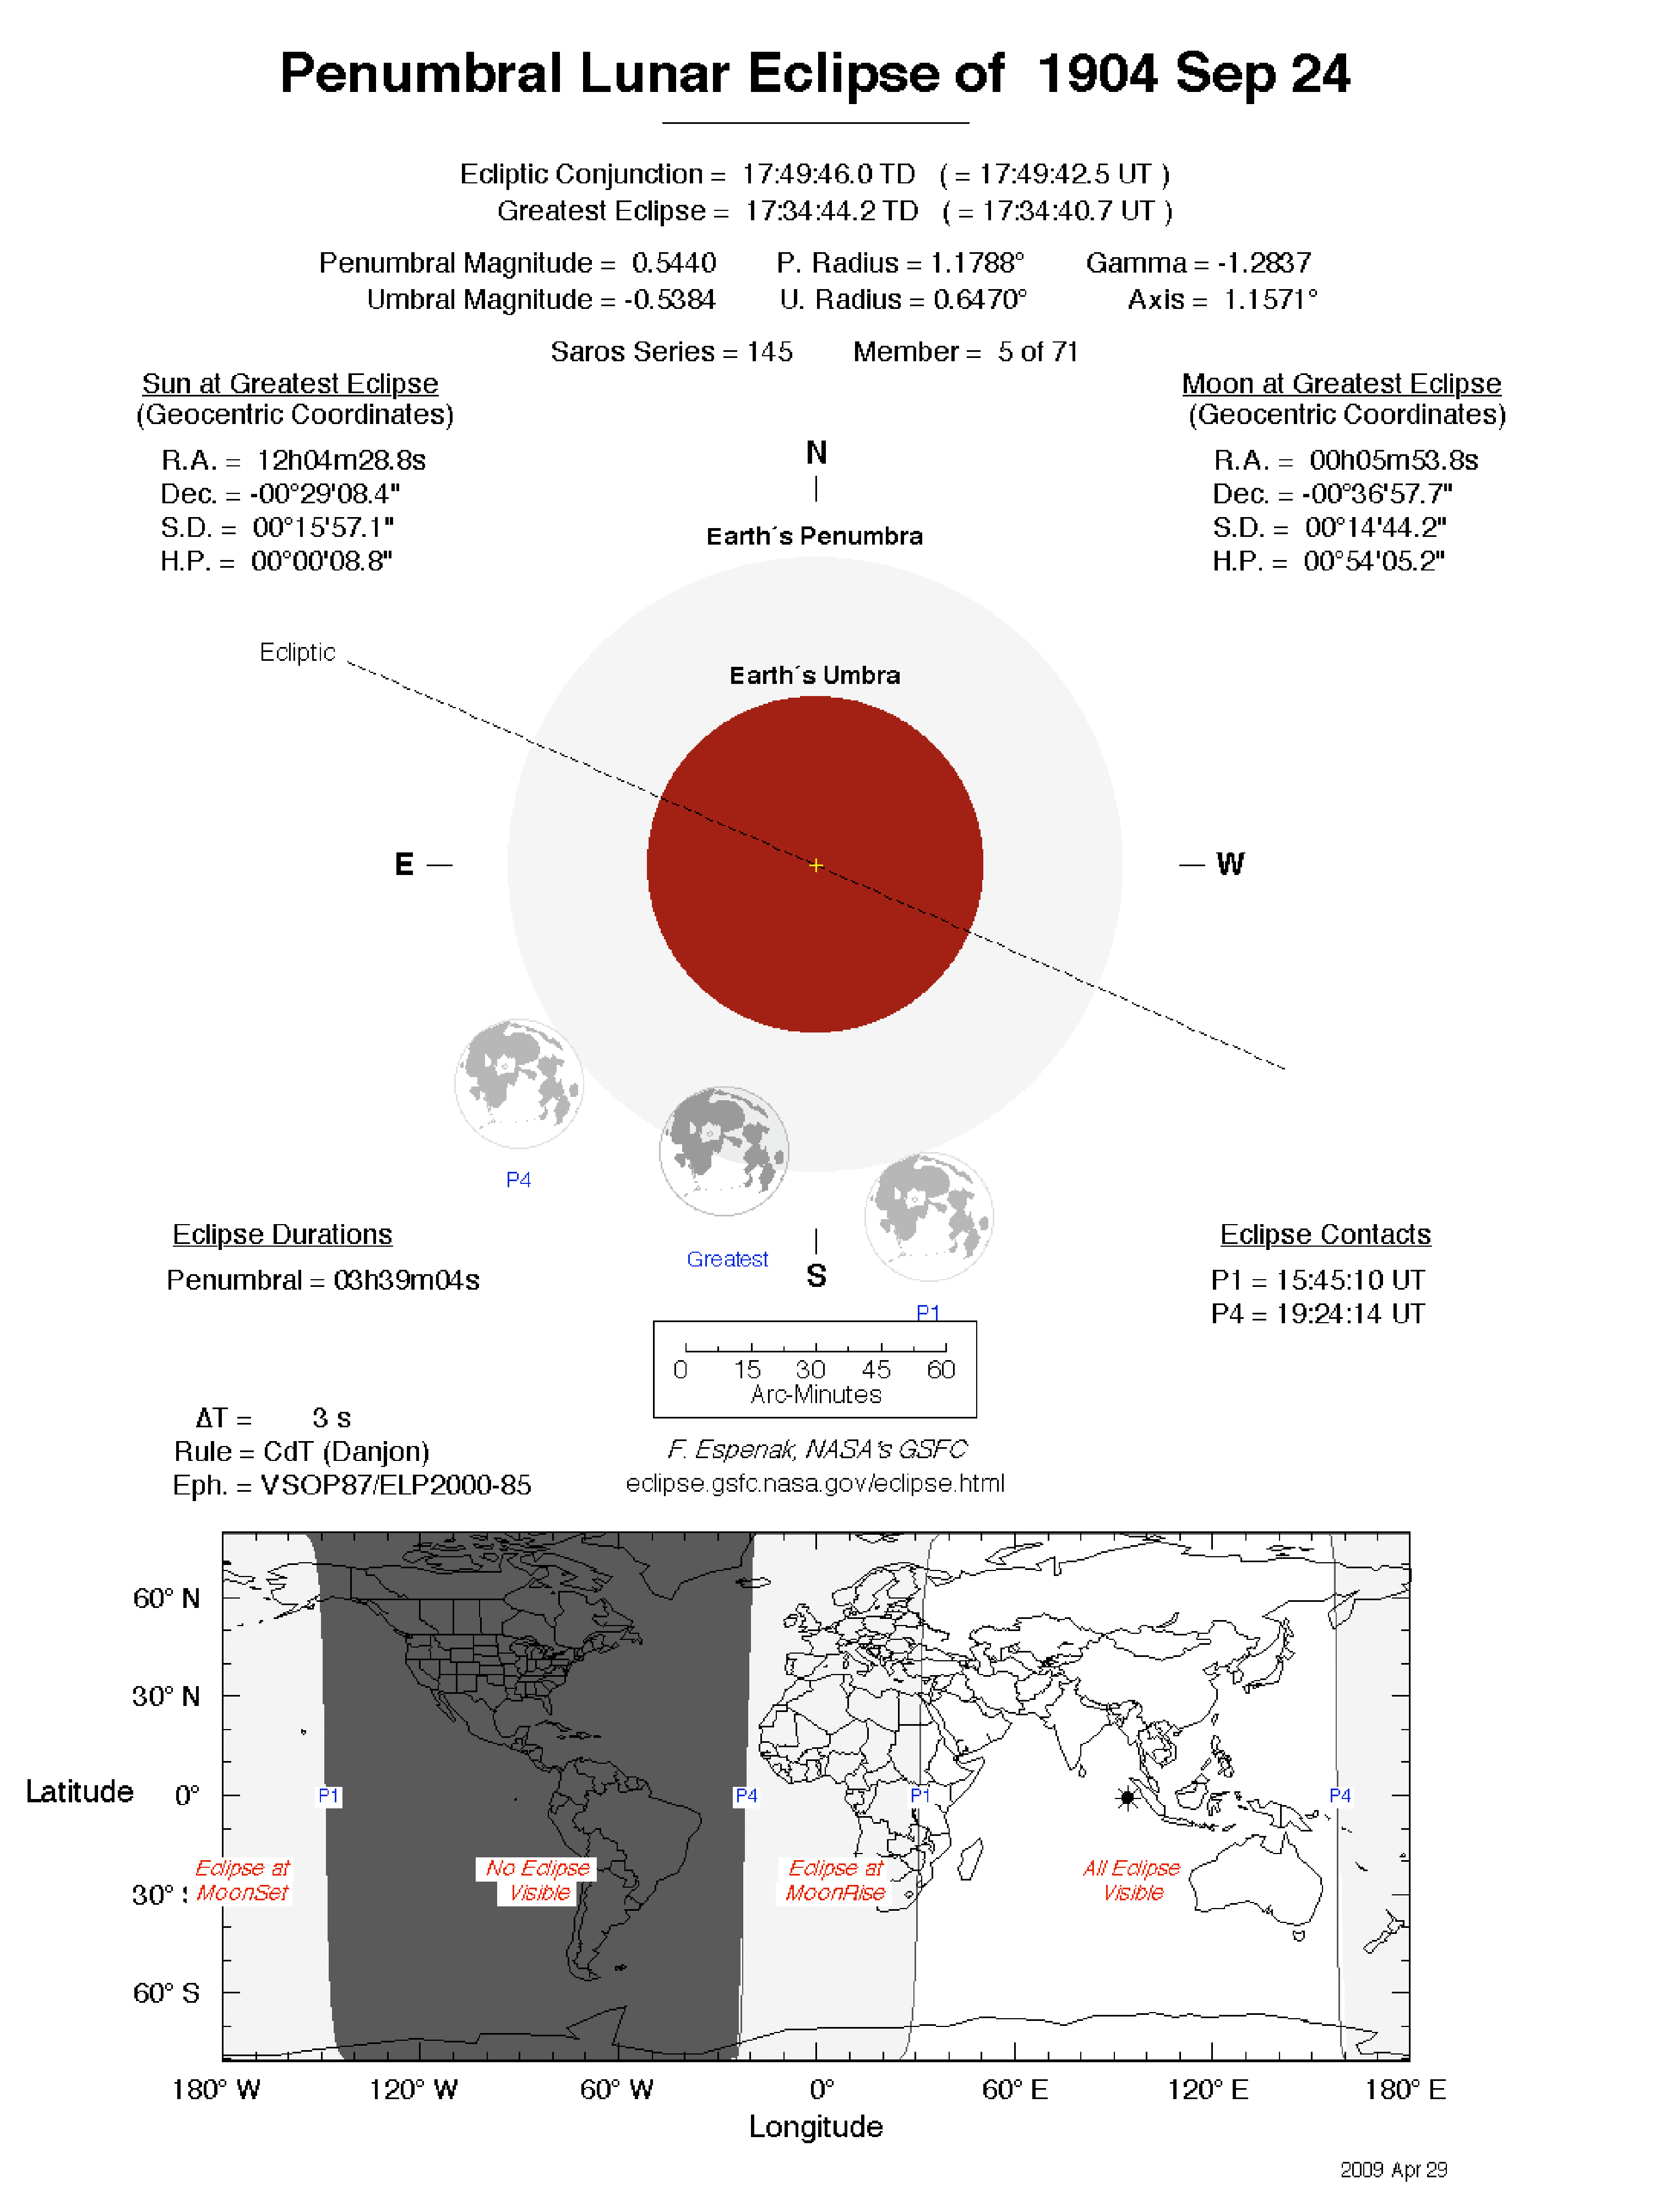 Penumbral Lunar Eclipse of 1904 Sep 24
Ecliptic Conjunction = 17:49:46.0 TD ( = 17:49:42.5 UT )
Greatest Eclipse = 17:34:44.2 TD ( = 17:34:40.7 UT )
Penumbral Magnitude = 0.5440 P. Radius = 1.1788° Gamma = -1.2837
Umbral Magnitude = -0.5384 U. Radius = 0.6470° Axis = 1.1571°
Saros Series = 145 Member = 5 of 71
Sun at Greatest Eclipse
(Geocentric Coordinates)
R.A. = 12h04m28.8s
Dec. = -00°29'08.4"
S.D. = 00°15'57.1"
H.P. = 00°00'08.8"
Moon at Greatest Eclipse
(Geocentric Coordinates)
R.A. = 00h05m53.8s
Dec. = -00°36'57.7"
S.D. = 00°14'44.2"
H.P. = 00°54'05.2"
N
Earth´s Penumbra
Ecliptic
Earth´s Umbra
E
W
P4
Greatest
S
P1
Eclipse Durations
Penumbral = 03h39m04s
Eclipse Contacts
P1 = 15:45:10 UT
P4 = 19:24:14 UT
0 15 30 45 60
Arc-Minutes
ΔT = 3 s
Rule = CdT (Danjon)
Eph. = VSOP87/ELP2000-85
F. Espenak, NASA's GSFC
eclipse.gsfc.nasa.gov/eclipse.html
60° N
30° N
Latitude 0°
30° S
60° S
P1
P4
P1
P4
Eclipse at
MoonSet
No Eclipse
Visible
Eclipse at
MoonRise
All Eclipse
Visible
180° W 120° W 60° W 0° 60° E 120° E 180° E
Longitude
2009 Apr 29